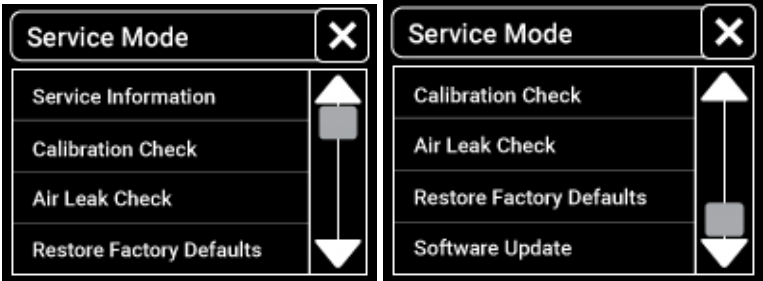 Service Mode
Service Information
Calibration Check
Air Leak Check
Restore Factory Defaults
Service Mode
Calibration Check
Air Leak Check
Restore Factory Defaults
Software Update